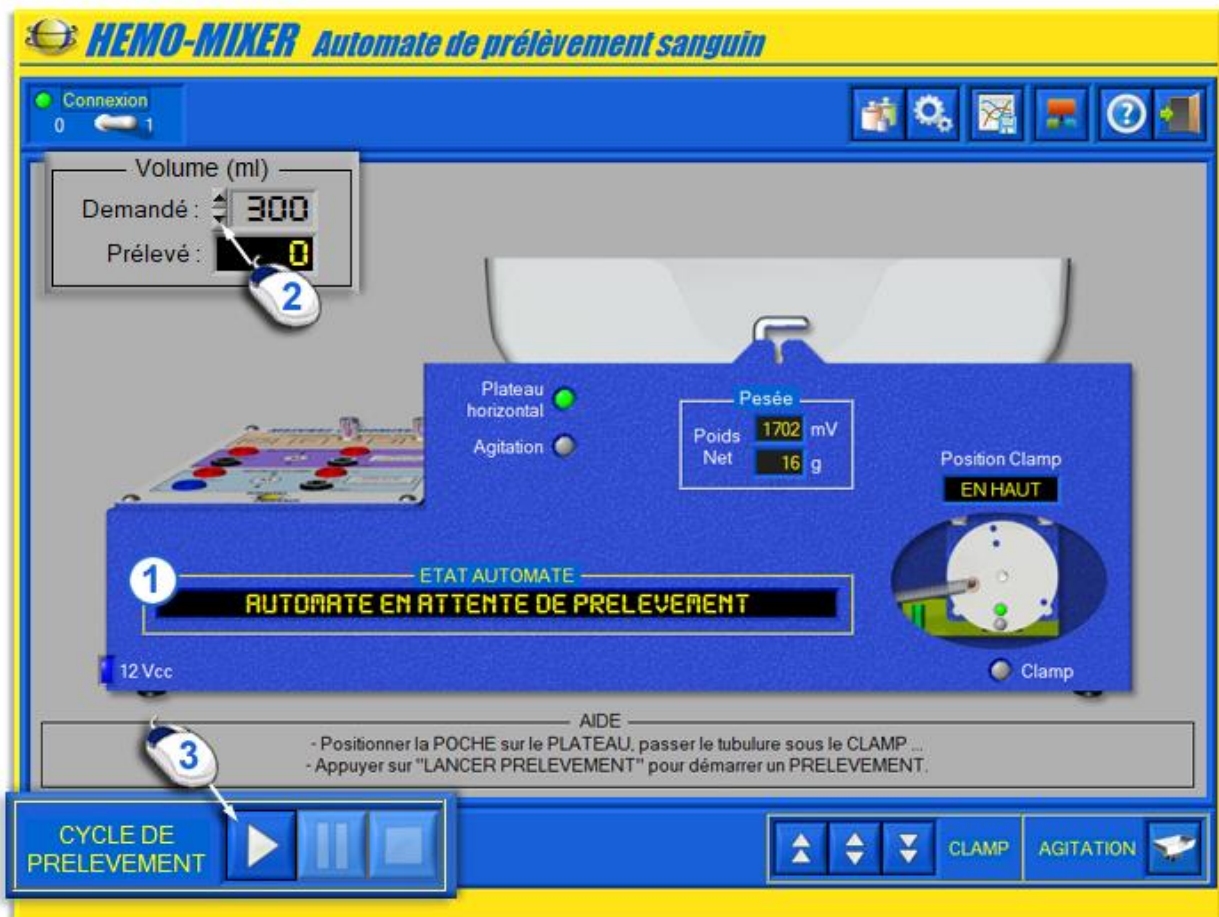 HEMO-MIXER Automate de prélèvement sanguin
Connexion
0 1
Volume (ml)
Demandé : 300
Prélevé : 0
2
Plateau
horizontal
Agitation
Pesée
Poids 1702 mV
Net 16 g
Position Clamp
EN HAUT
1
ETAT AUTOMATE
AUTOMATE EN ATTENTE DE PRELEVEMENT
12 Vcc
Clamp
AIDE
- Positionner la POCHE sur le PLATEAU, passer le tubulure sous le CLAMP ...
- Appuyer sur "LANCER PRELEVEMENT" pour démarrer un PRELEVEMENT.
3
CYCLE DE
PRELEVEMENT
CLAMP
AGITATION